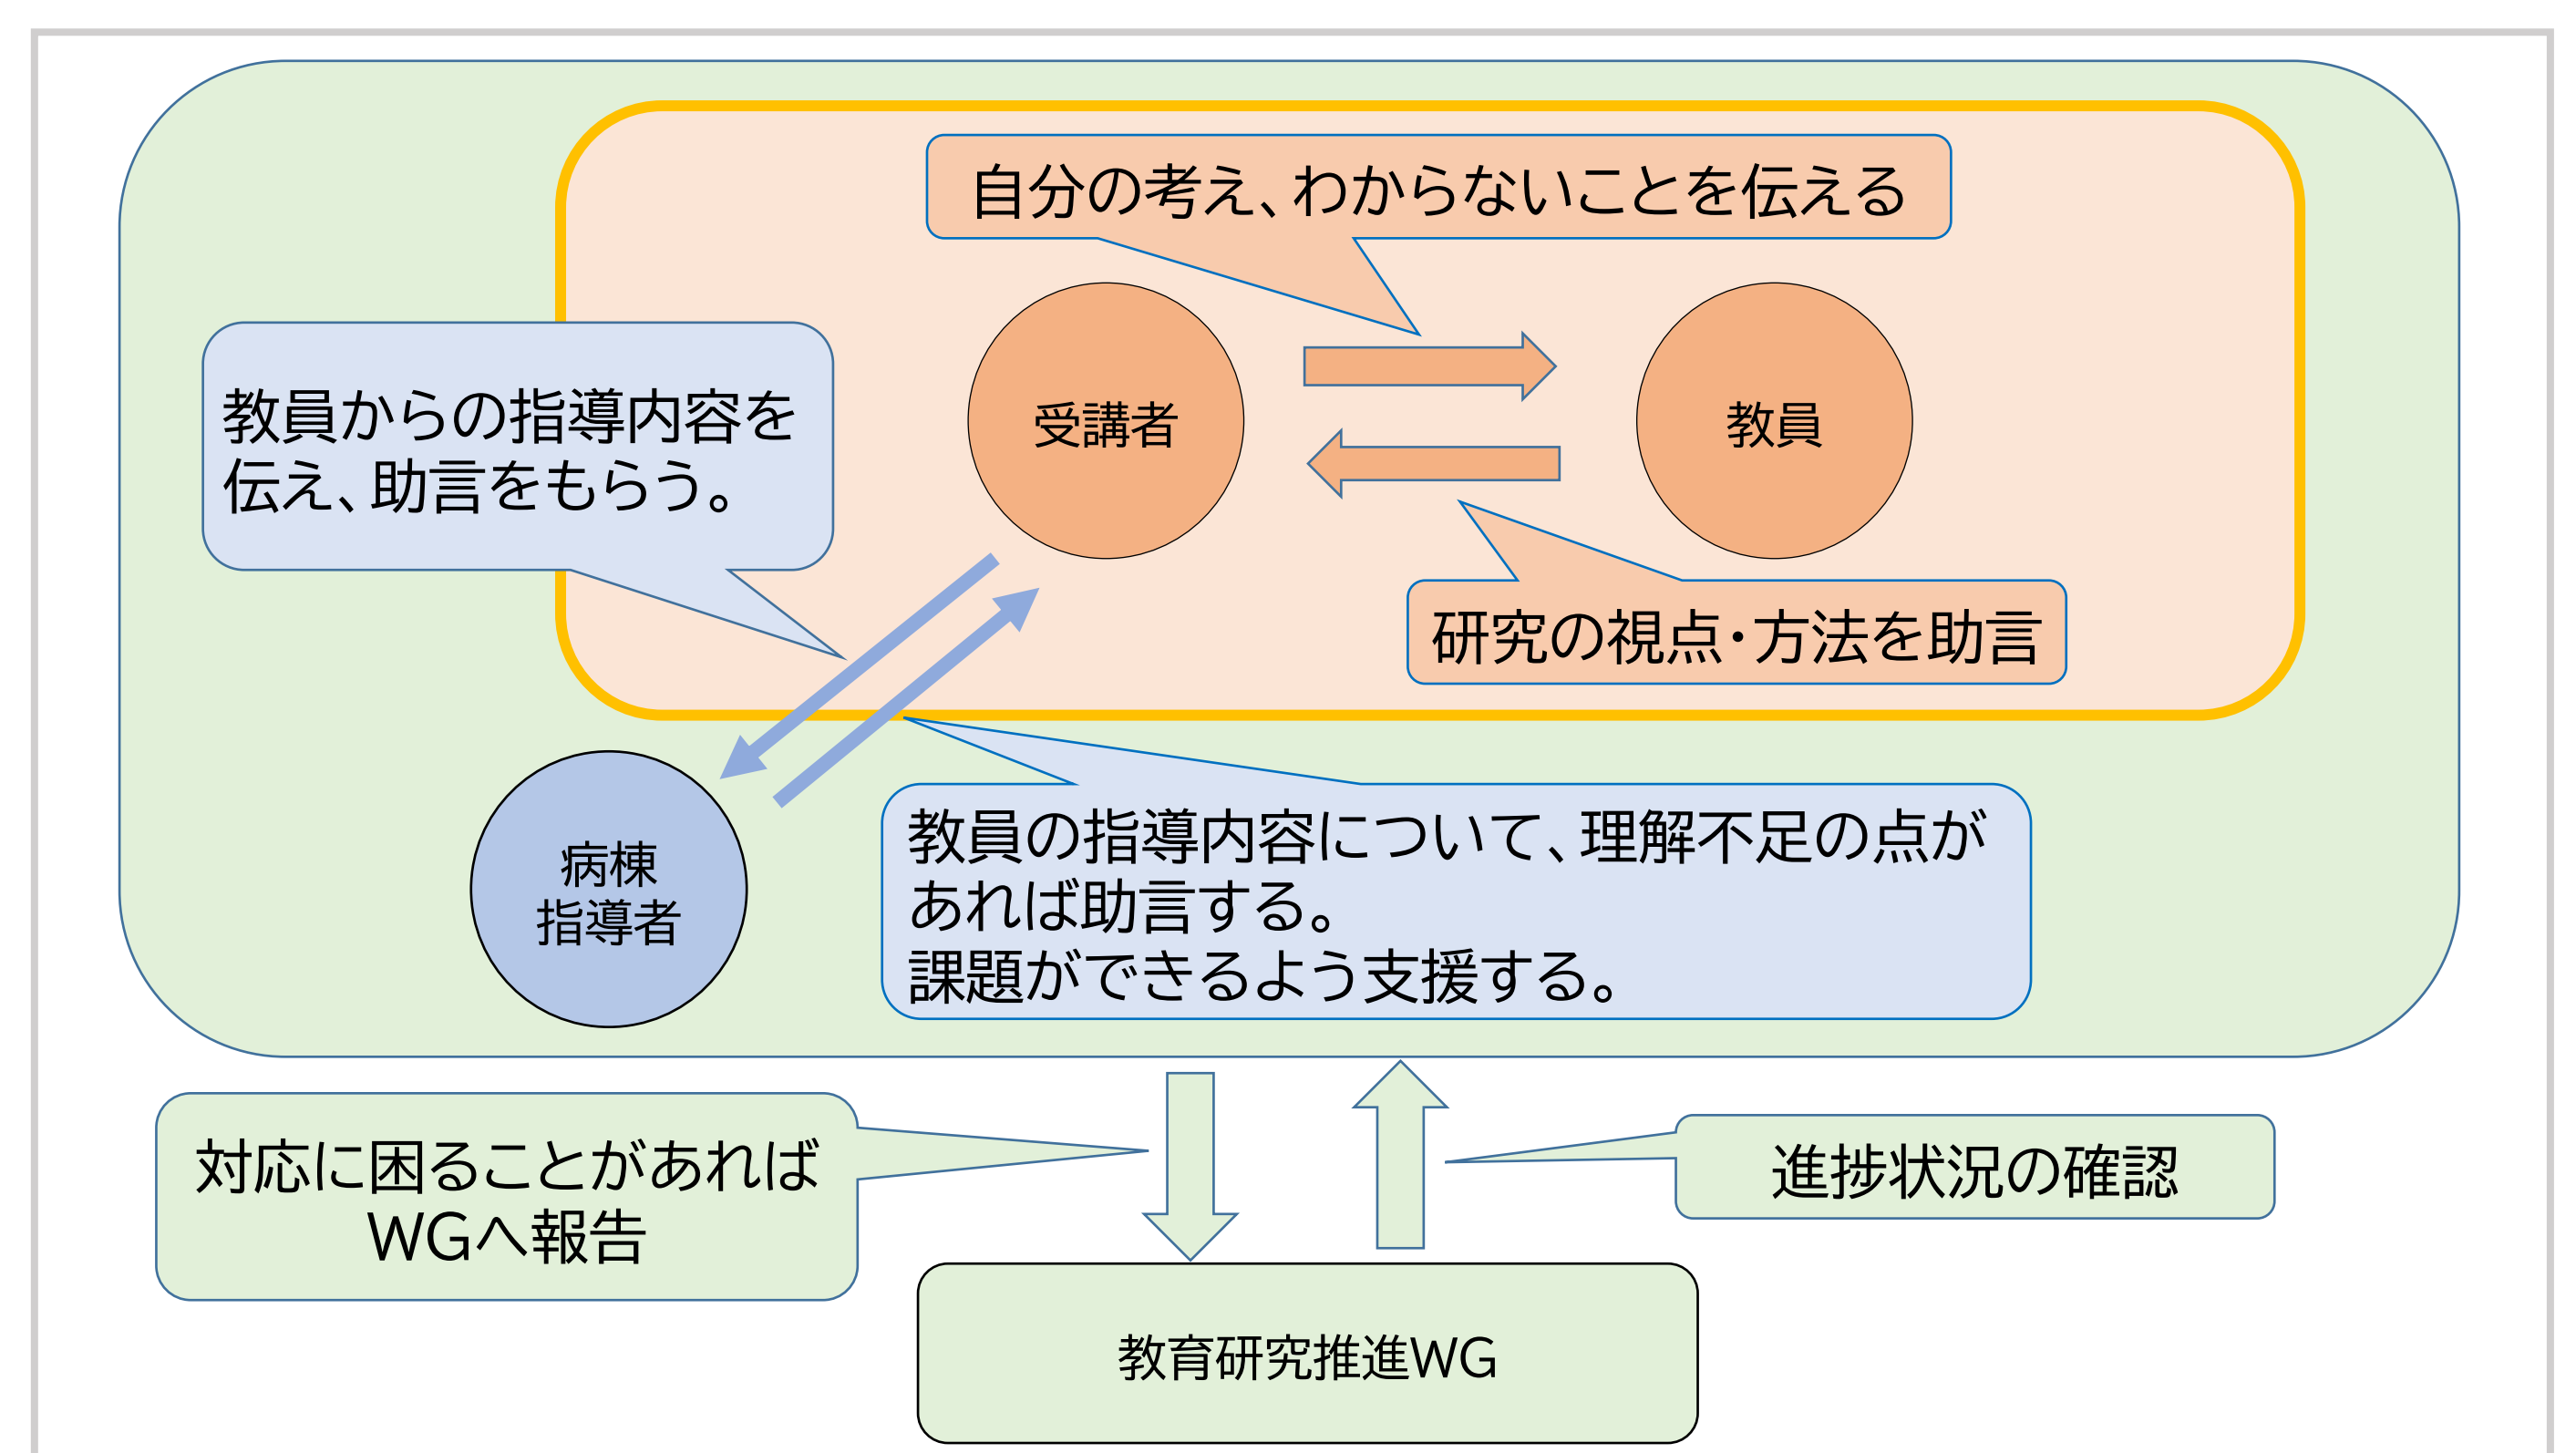 自分の考え、わからないことを伝える
教員からの指導内容を
伝え、助言をもらう。
受講者
教員
研究の視点・方法を助言
病棟
指導者
教員の指導内容について、理解不足の点が
あれば助言する。
課題ができるよう支援する。
対応に困ることがあれば
WGへ報告
進捗状況の確認
教育研究推進WG